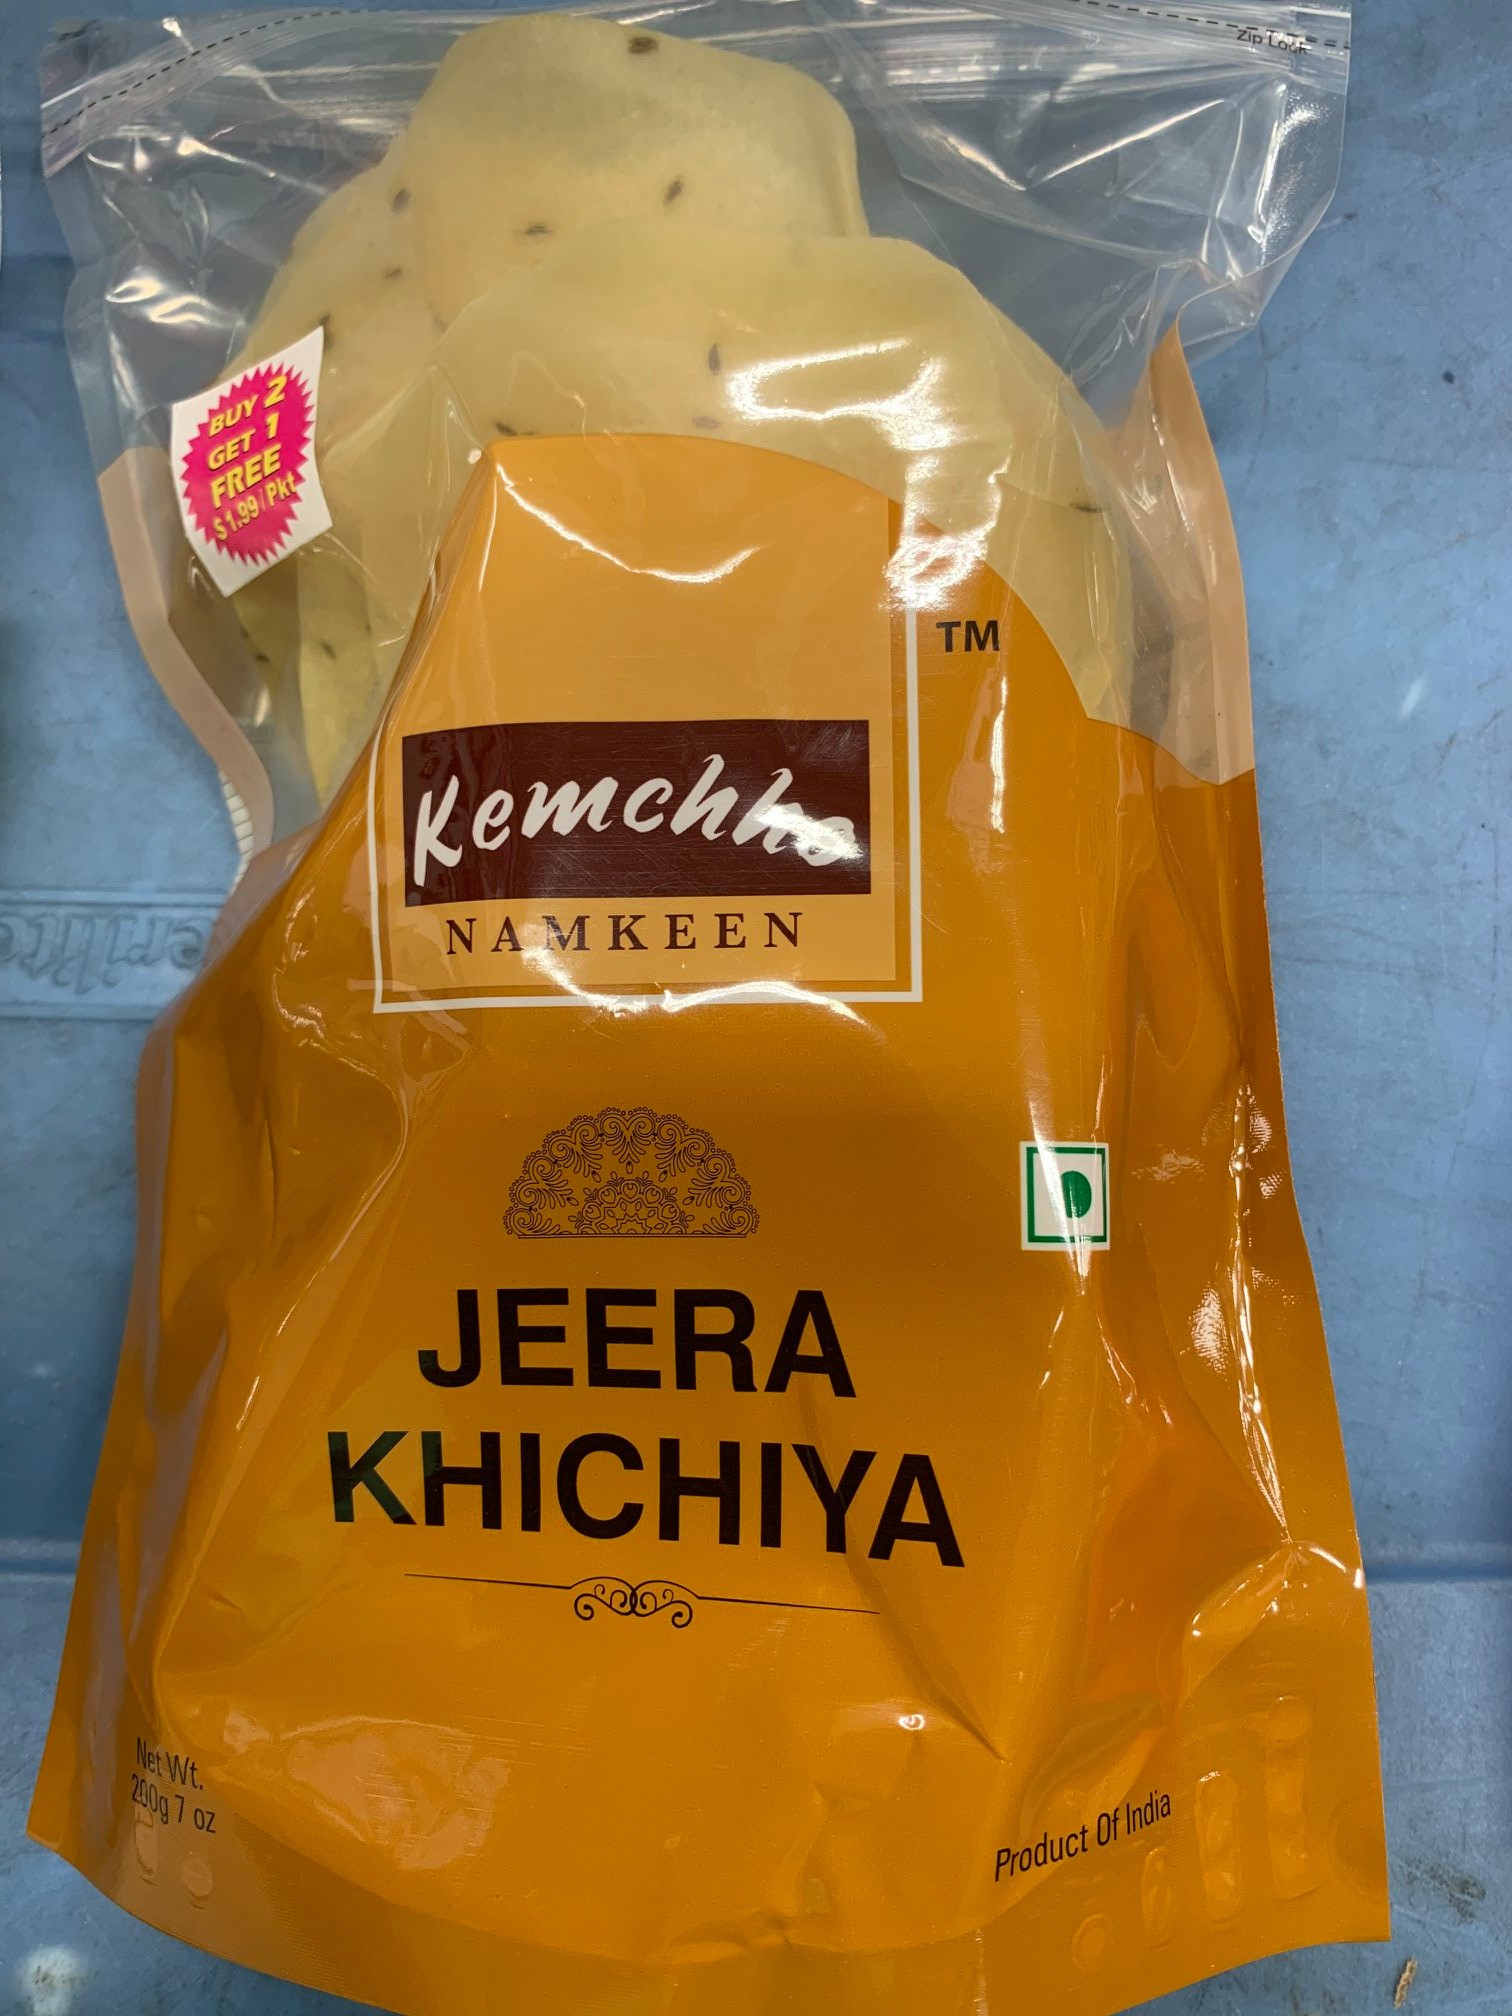 Zip Lock
BUY 2
GET 1
FREE
$1.99/Pkt
TM
Kemchho
NAMKEEN
JEERA
KHICHIYA
Net Wt.
200g 7 oz
Product Of India